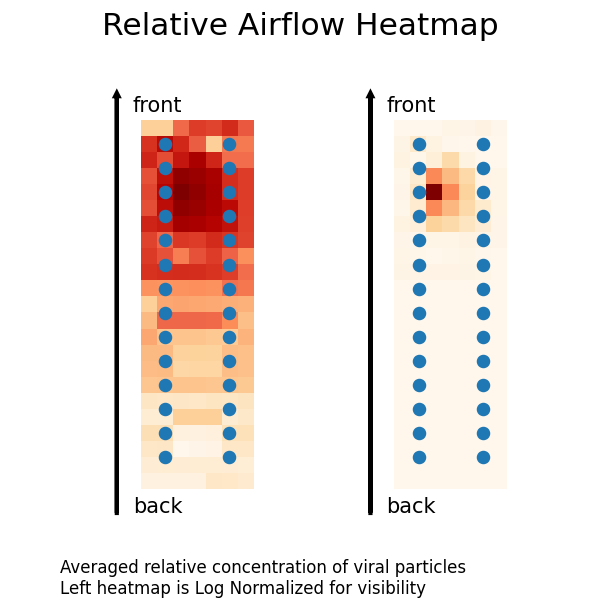 Relative Airflow Heatmap
front
front
back
back
Averaged relative concentration of viral particles
Left heatmap is Log Normalized for visibility